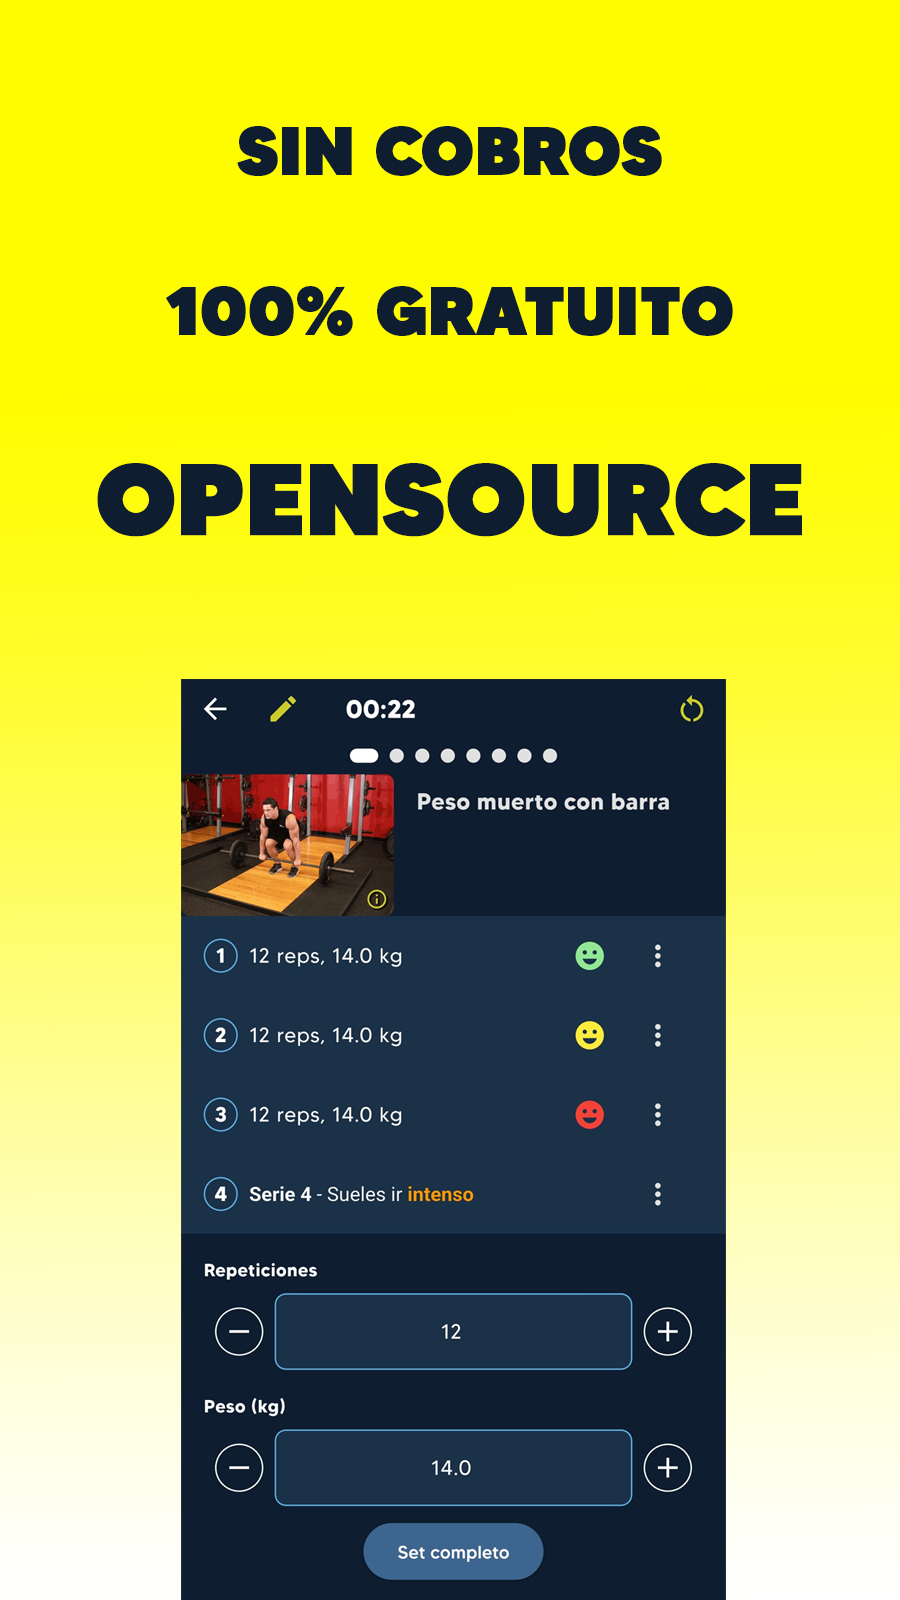 SIN COBROS
100% GRATUITO
OPENSOURCE
00:22
Peso muerto con barra
1 12 reps, 14.0 kg
2 12 reps, 14.0 kg
3 12 reps, 14.0 kg
4 Serie 4 - Sueles ir intenso
Repeticiones
12
Peso (kg)
14.0
Set completo